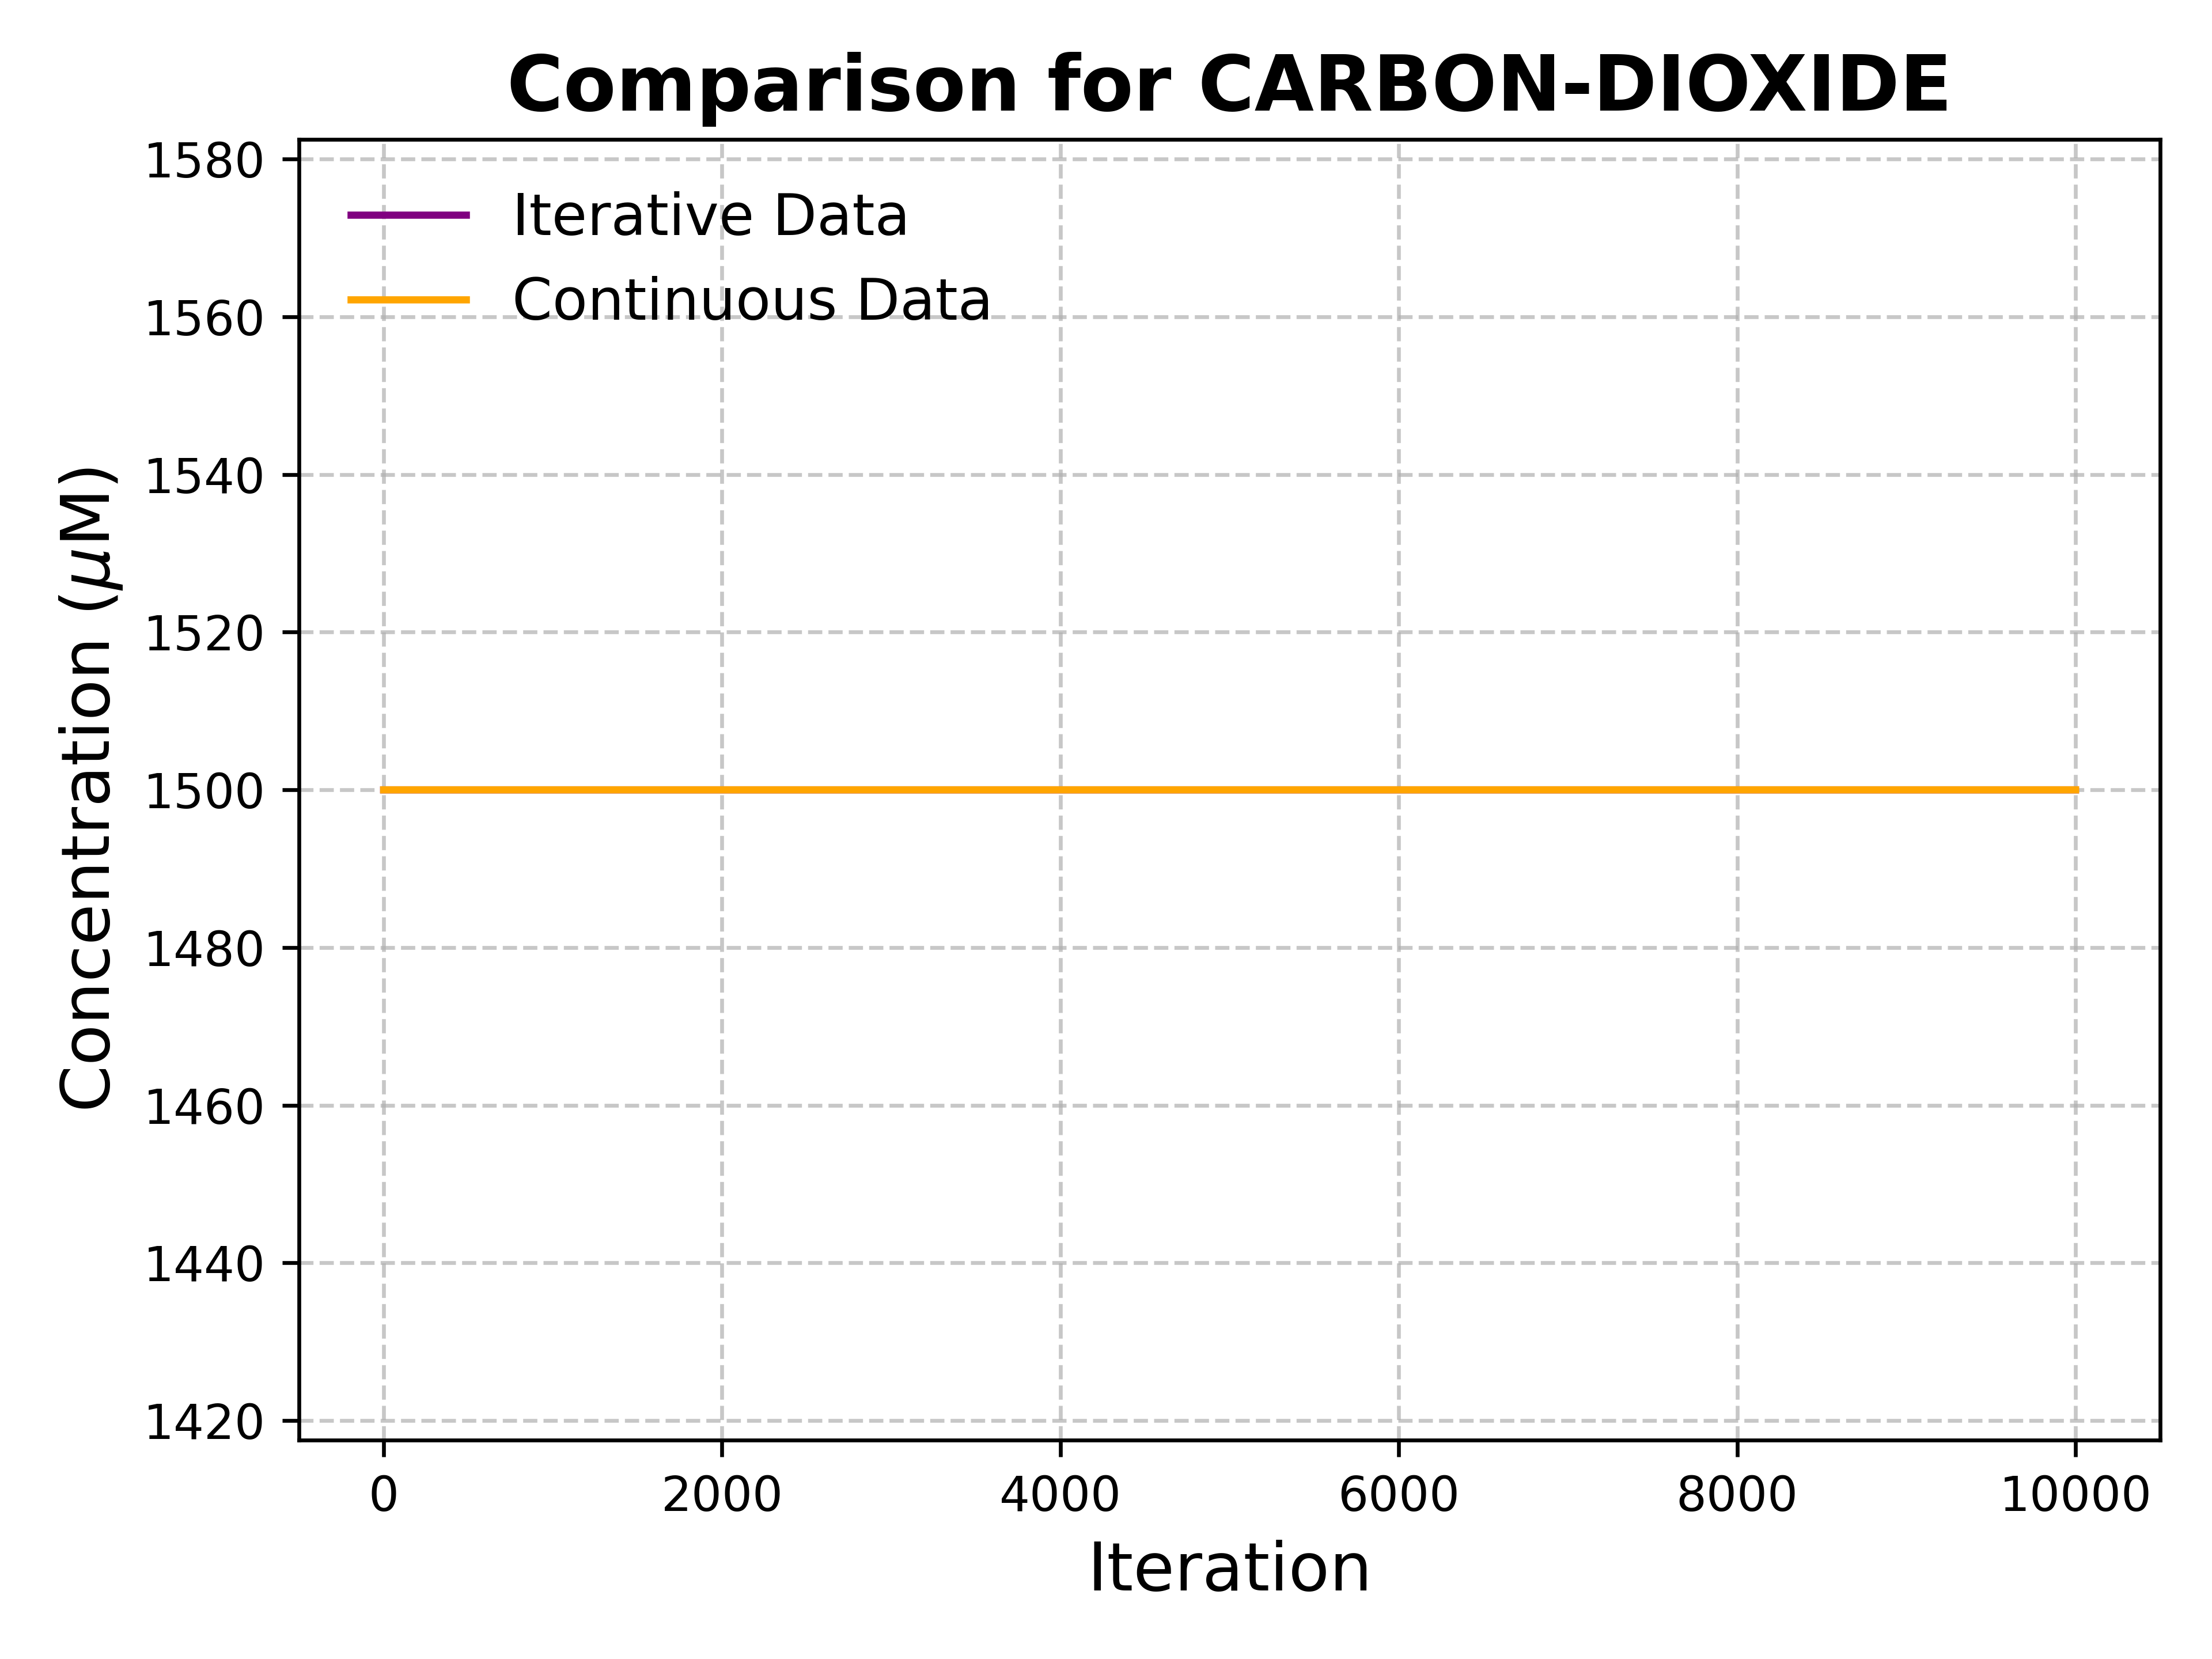 Comparison for CARBON-DIOXIDE
Iterative Data
Continuous Data
Concentration (μM)
1580
1560
1540
1520
1500
1480
1460
1440
1420
0 2000 4000 6000 8000 10000
Iteration